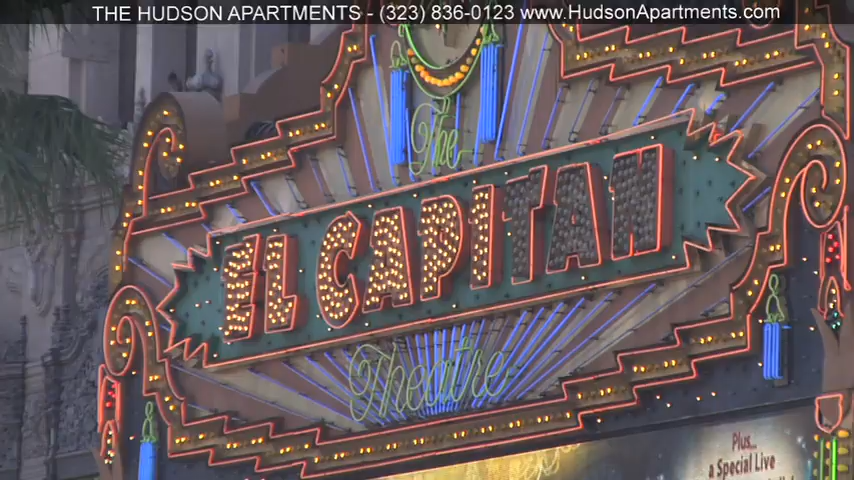 THE HUDSON APARTMENTS - (323) 836-0123 www.HudsonApartments.com
The
EL CAPITAN
Theatre
Plus...
a Special Live